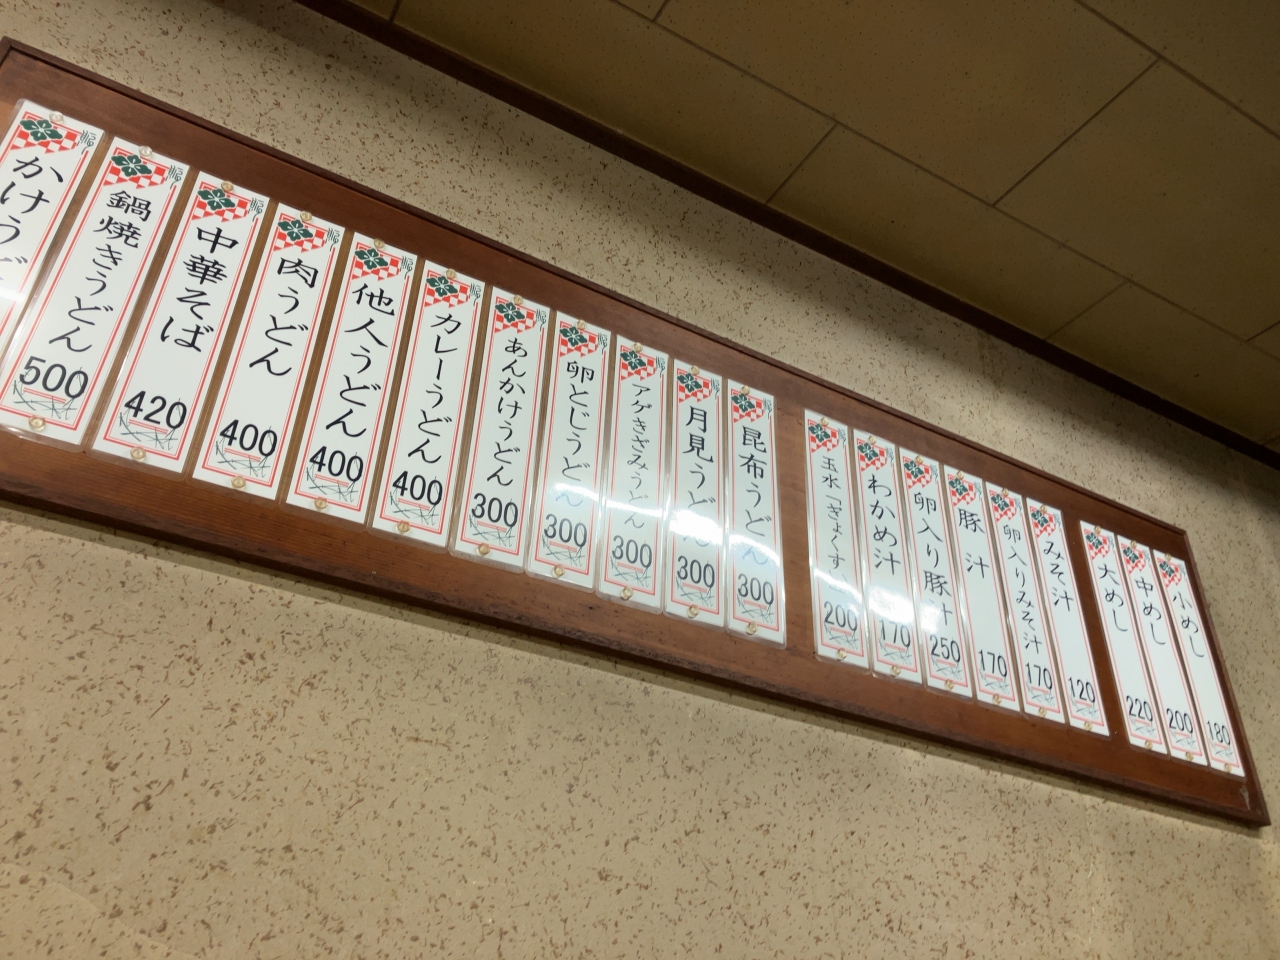 小めし 180
中めし 200
大めし 220
みそ汁 120
卵入りみそ汁 170
豚汁 170
卵入り豚汁 250
わかめ汁 170
玉水「ぎょくすい 200
昆布うどん 300
月見うどん 300
アゲきざみうどん 300
卵とじうどん 300
あんかけうどん 300
カレーうどん 400
他人うどん 400
肉うどん 400
中華そば 420
鍋焼きうどん 500
かけうど